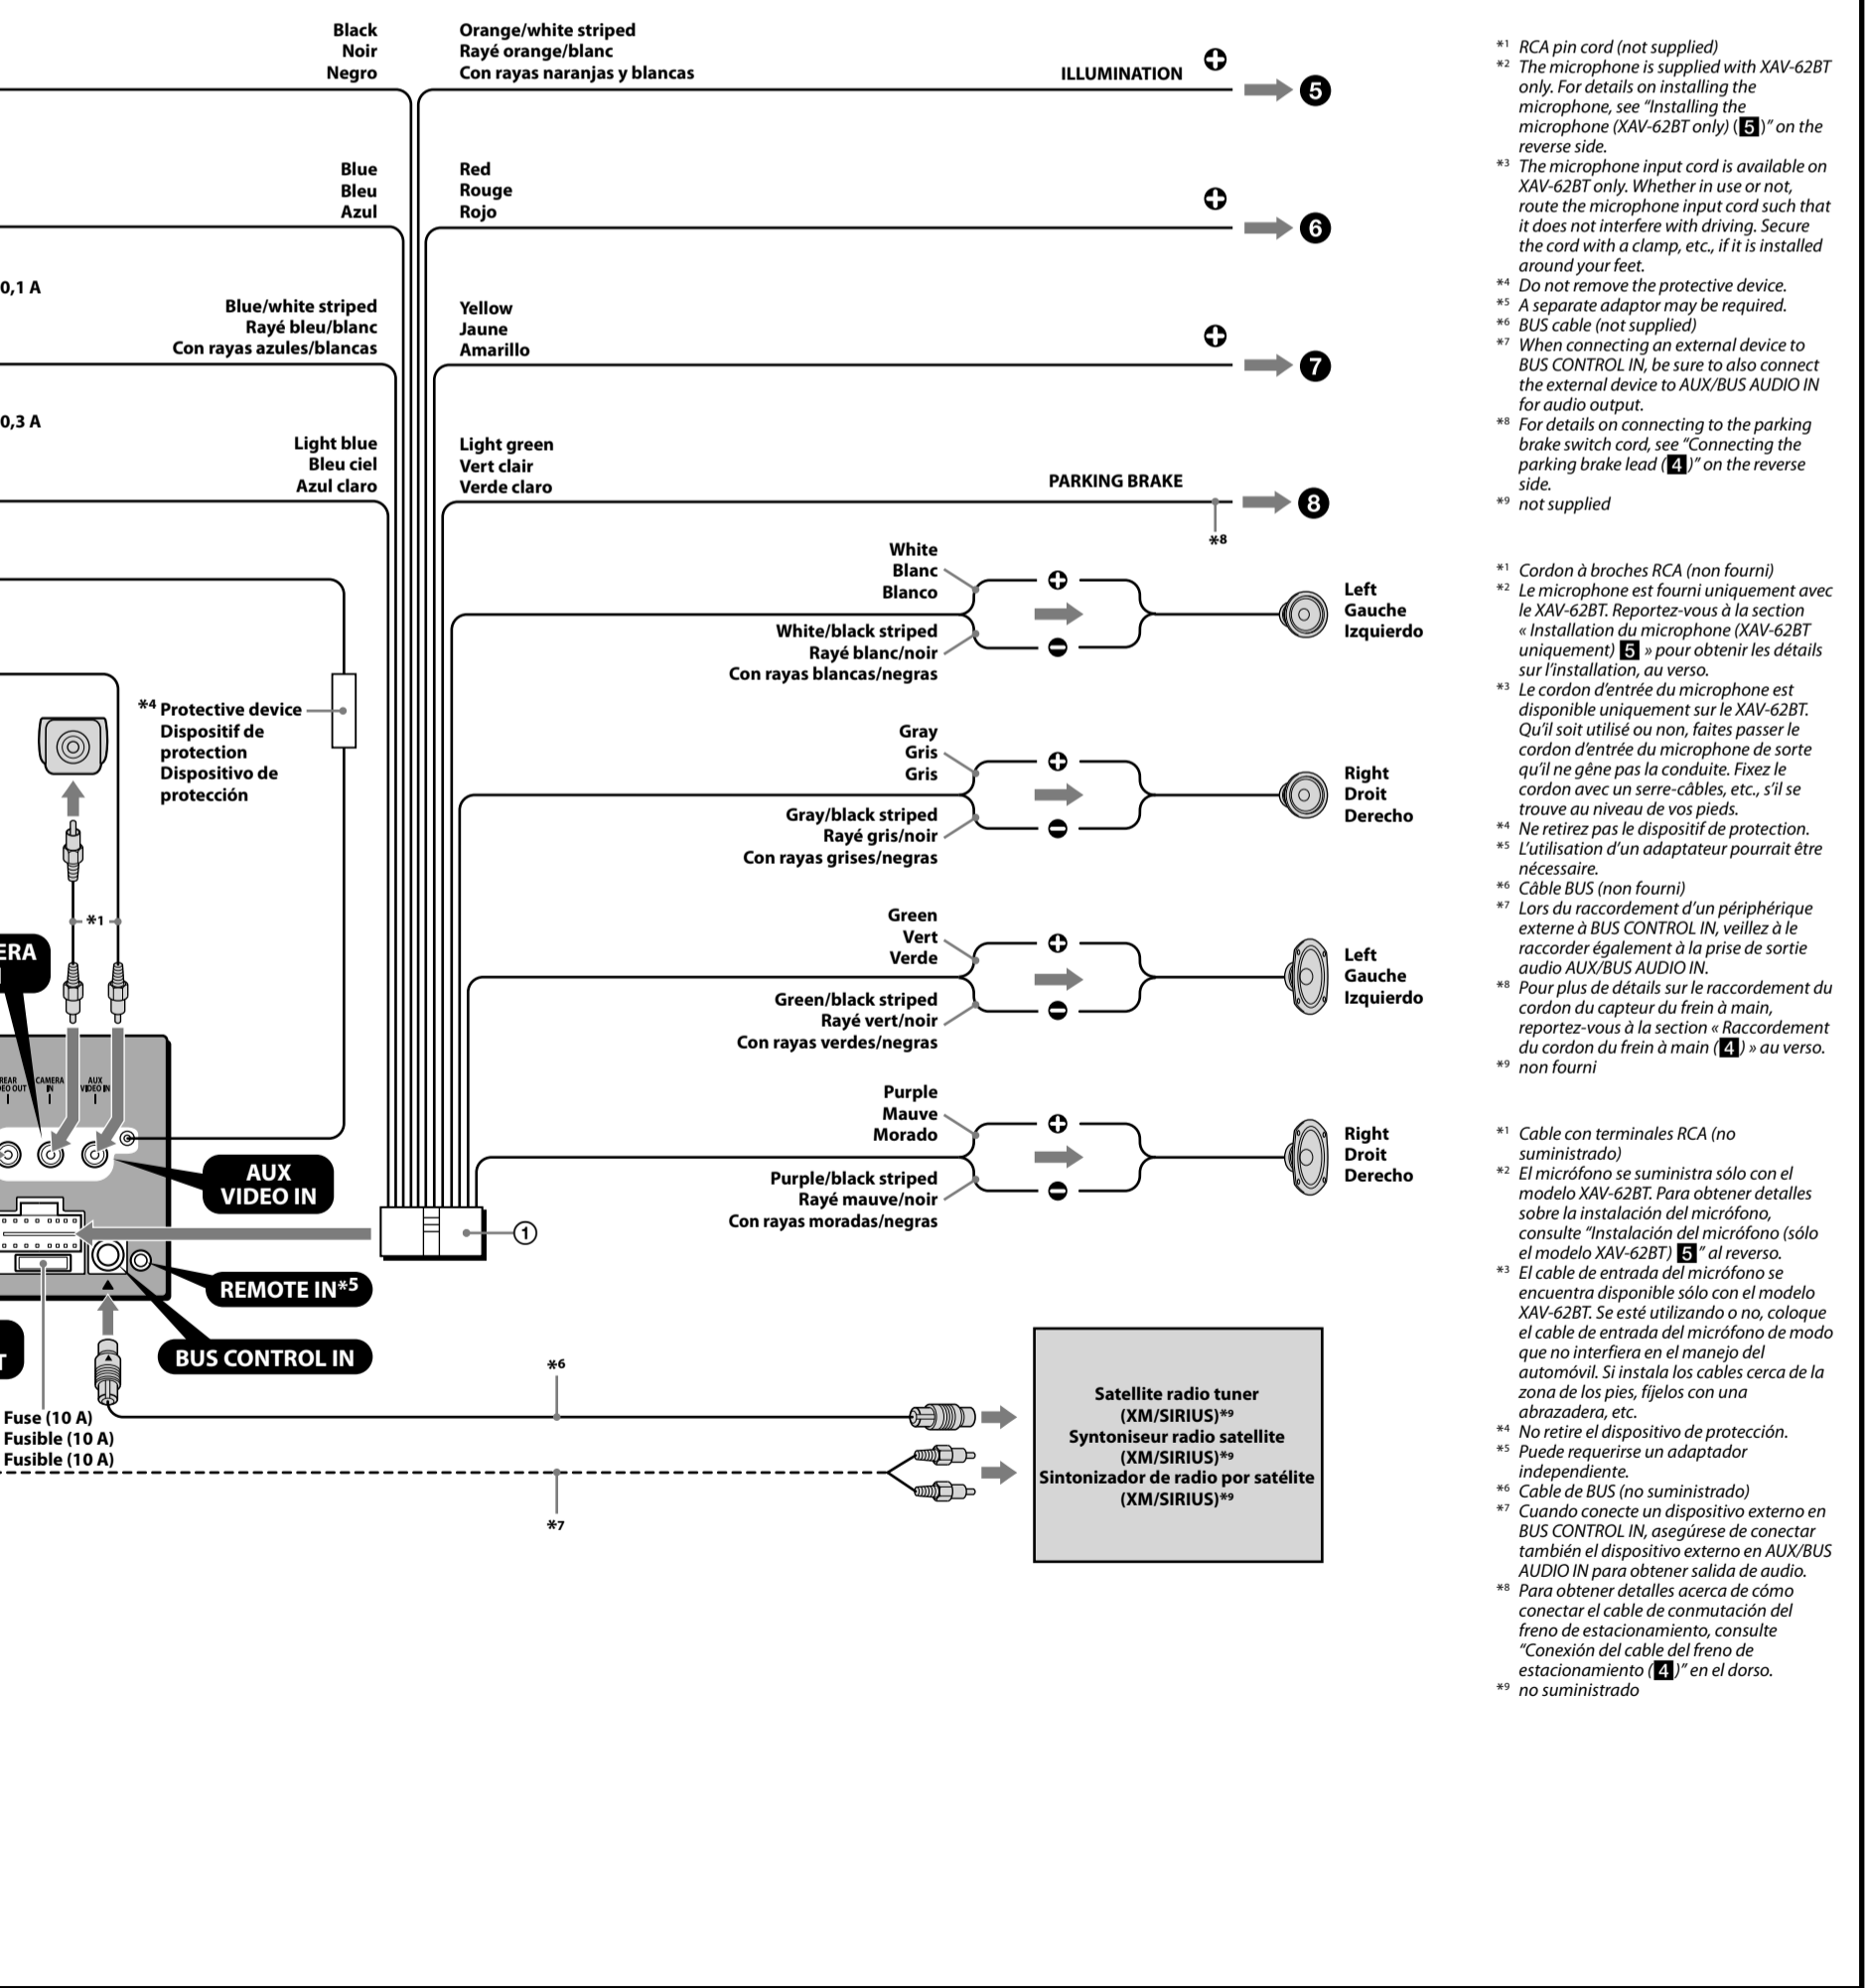 Black
Noir
Negro
Orange/white striped
Rayé orange/blanc
Con rayas naranjas y blancas
ILLUMINATION
5
Blue
Bleu
Azul
Red
Rouge
Rojo
6
0,1 A
Blue/white striped
Rayé bleu/blanc
Con rayas azules/blancas
Yellow
Jaune
Amarillo
7
0,3 A
Light blue
Bleu ciel
Azul claro
Light green
Vert clair
Verde claro
PARKING BRAKE
8
*8
White
Blanc
Blanco
White/black striped
Rayé blanc/noir
Con rayas blancas/negras
Left
Gauche
Izquierdo
*4 Protective device
Dispositif de
protection
Dispositivo de
protección
Gray
Gris
Gris
Gray/black striped
Rayé gris/noir
Con rayas grises/negras
Right
Droit
Derecho
*1
Green
Vert
Verde
Green/black striped
Rayé vert/noir
Con rayas verdes/negras
Left
Gauche
Izquierdo
ERA
REAR
EO OUT
CAMERA
IN
AUX
VIDEO IN
AUX
VIDEO IN
Purple
Mauve
Morado
Purple/black striped
Rayé mauve/noir
Con rayas moradas/negras
Right
Droit
Derecho
1
REMOTE IN*5
BUS CONTROL IN
T
Fuse (10 A)
Fusible (10 A)
Fusible (10 A)
*6
*7
Satellite radio tuner
(XM/SIRIUS)*9
Syntoniseur radio satellite
(XM/SIRIUS)*9
Sintonizador de radio por satélite
(XM/SIRIUS)*9
*1 RCA pin cord (not supplied)
*2 The microphone is supplied with XAV-62BT
only. For details on installing the
microphone, see “Installing the
microphone (XAV-62BT only) (5)” on the
reverse side.
*3 The microphone input cord is available on
XAV-62BT only. Whether in use or not,
route the microphone input cord such that
it does not interfere with driving. Secure
the cord with a clamp, etc., if it is installed
around your feet.
*4 Do not remove the protective device.
*5 A separate adaptor may be required.
*6 BUS cable (not supplied)
*7 When connecting an external device to
BUS CONTROL IN, be sure to also connect
the external device to AUX/BUS AUDIO IN
for audio output.
*8 For details on connecting to the parking
brake switch cord, see “Connecting the
parking brake lead (4)” on the reverse
side.
*9 not supplied
*1 Cordon à broches RCA (non fourni)
*2 Le microphone est fourni uniquement avec
le XAV-62BT. Reportez-vous à la section
« Installation du microphone (XAV-62BT
uniquement) 5 » pour obtenir les détails
sur l’installation, au verso.
*3 Le cordon d’entrée du microphone est
disponible uniquement sur le XAV-62BT.
Qu’il soit utilisé ou non, faites passer le
cordon d’entrée du microphone de sorte
qu’il ne gêne pas la conduite. Fixez le
cordon avec un serre-câbles, etc., s’il se
trouve au niveau de vos pieds.
*4 Ne retirez pas le dispositif de protection.
*5 L’utilisation d’un adaptateur pourrait être
nécessaire.
*6 Câble BUS (non fourni)
*7 Lors du raccordement d’un périphérique
externe à BUS CONTROL IN, veillez à le
raccorder également à la prise de sortie
audio AUX/BUS AUDIO IN.
*8 Pour plus de détails sur le raccordement du
cordon du capteur du frein à main,
reportez-vous à la section « Raccordement
du cordon du frein à main (4) » au verso.
*9 non fourni
*1 Cable con terminales RCA (no
suministrado)
*2 El micrófono se suministra sólo con el
modelo XAV-62BT. Para obtener detalles
sobre la instalación del micrófono,
consulte “Instalación del micrófono (sólo
el modelo XAV-62BT) 5” al reverso.
*3 El cable de entrada del micrófono se
encuentra disponible sólo con el modelo
XAV-62BT. Se esté utilizando o no, coloque
el cable de entrada del micrófono de modo
que no interfiera en el manejo del
automóvil. Si instala los cables cerca de la
zona de los pies, fíjelos con una
abrazadera, etc.
*4 No retire el dispositivo de protección.
*5 Puede requerirse un adaptador
independiente.
*6 Cable de BUS (no suministrado)
*7 Cuando conecte un dispositivo externo en
BUS CONTROL IN, asegúrese de conectar
también el dispositivo externo en AUX/BUS
AUDIO IN para obtener salida de audio.
*8 Para obtener detalles acerca de cómo
conectar el cable de conmutación del
freno de estacionamiento, consulte
“Conexión del cable del freno de
estacionamiento (4)” en el dorso.
*9 no suministrado